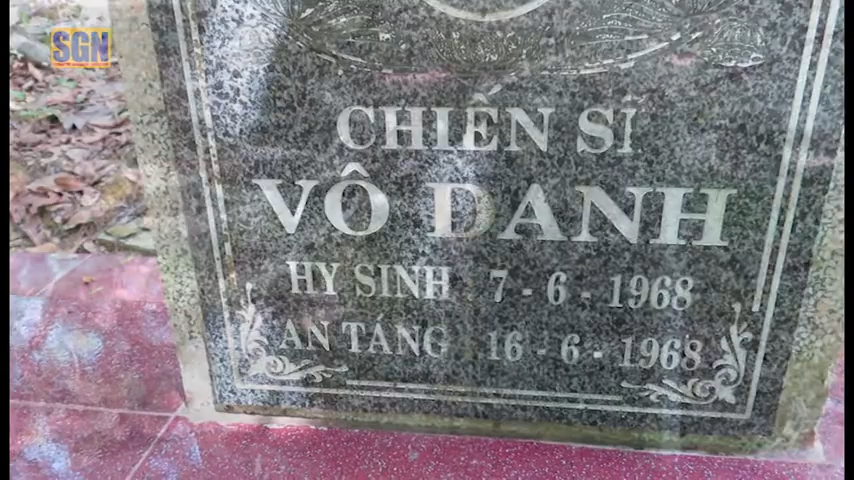 SGN
CHIẾN SĨ
VÔ DANH
HY SINH 7 - 6 - 1968
AN TÁNG 16 - 6 - 1968